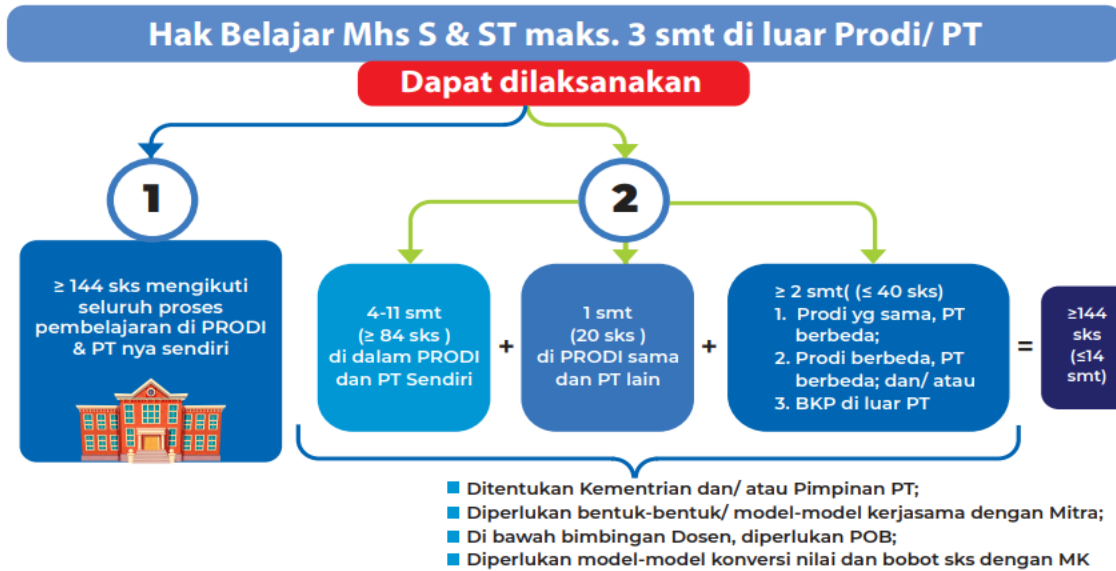 Hak Belajar Mhs S & ST maks. 3 smt di luar Prodi/ PT
Dapat dilaksanakan
1
2
≥ 144 sks mengikuti
seluruh proses
pembelajaran di PRODI
& PT nya sendiri
4-11 smt
(≥ 84 sks )
di dalam PRODI
dan PT Sendiri
+
1 smt
(20 sks )
di PRODI sama
dan PT lain
+
≥ 2 smt( (≤ 40 sks)
1. Prodi yg sama, PT
berbeda;
2. Prodi berbeda, PT
berbeda; dan/ atau
3. BKP di luar PT
=
≥144
sks
(≤14
smt)
Ditentukan Kementrian dan/ atau Pimpinan PT;
Diperlukan bentuk-bentuk/ model-model kerjasama dengan Mitra;
Di bawah bimbingan Dosen, diperlukan POB;
Diperlukan model-model konversi nilai dan bobot sks dengan MK